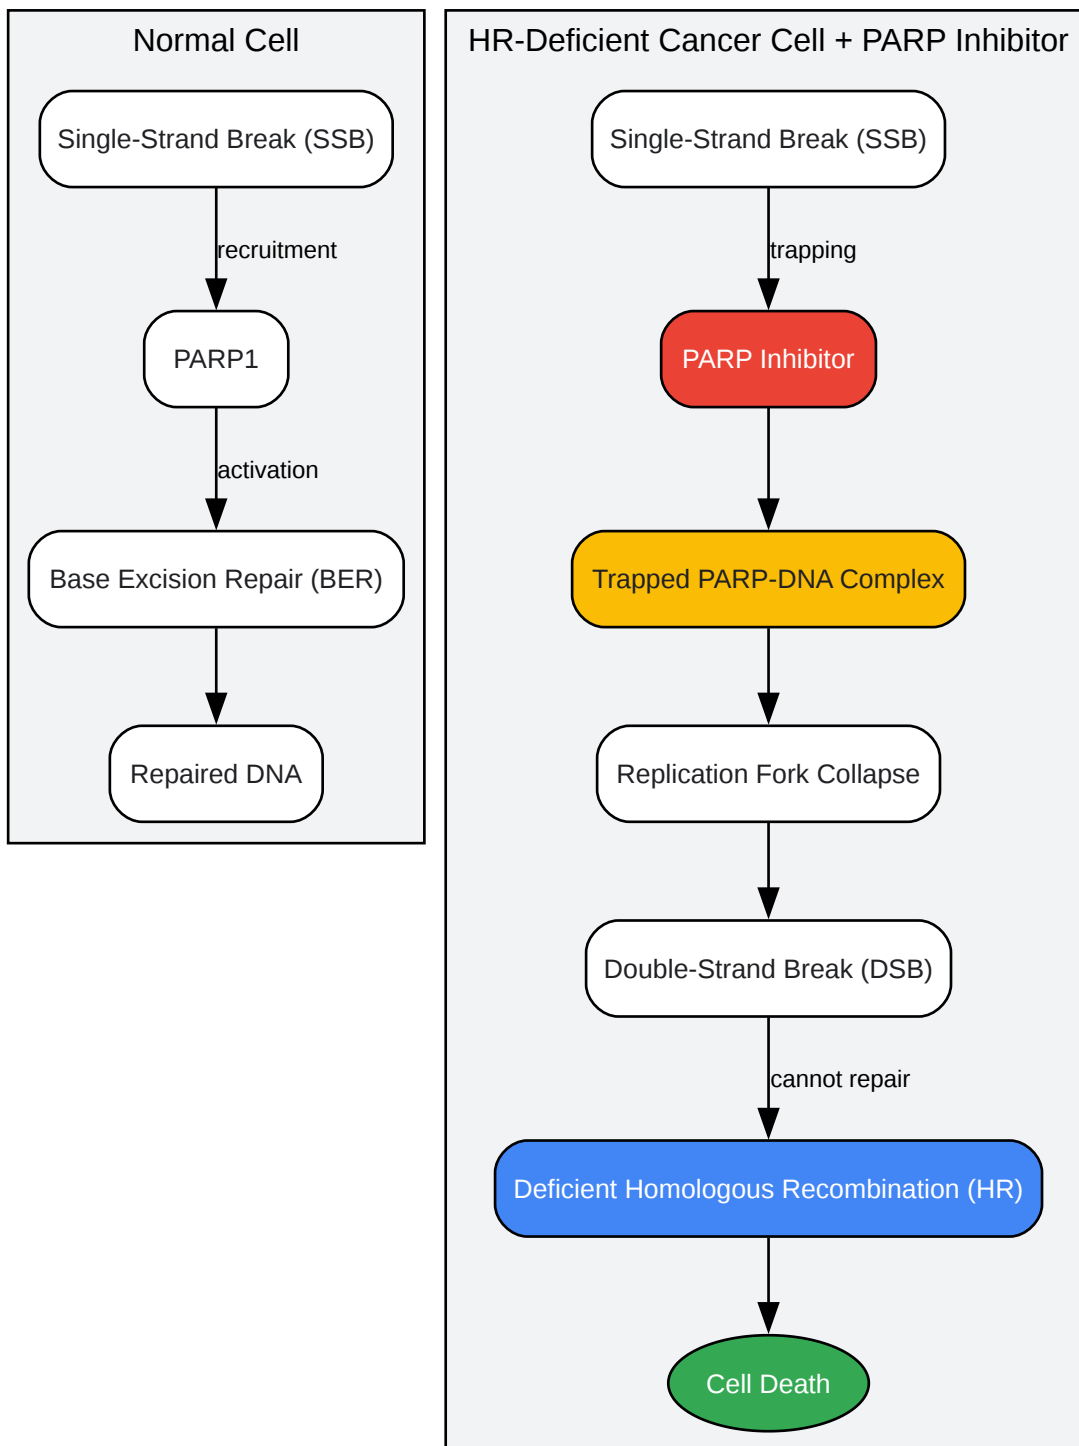 Normal Cell
Single-Strand Break (SSB)
recruitment
PARP1
activation
Base Excision Repair (BER)
Repaired DNA
HR-Deficient Cancer Cell + PARP Inhibitor
Single-Strand Break (SSB)
trapping
PARP Inhibitor
Trapped PARP-DNA Complex
Replication Fork Collapse
Double-Strand Break (DSB)
cannot repair
Deficient Homologous Recombination (HR)
Cell Death